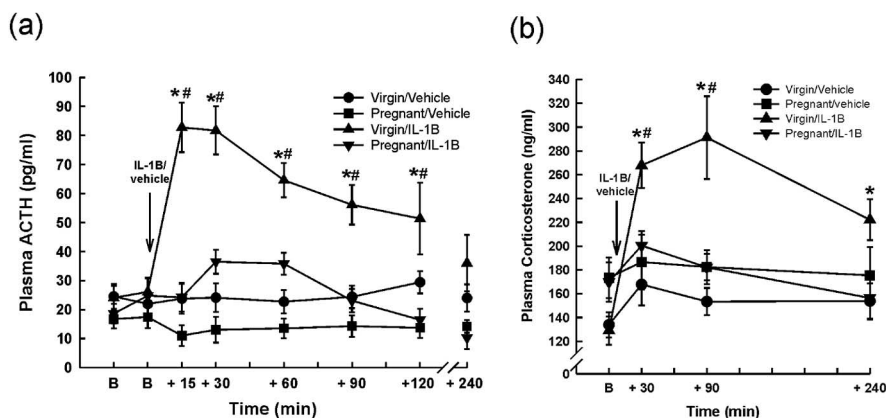 (a)
100
90
80
70
60
50
40
30
20
10
0
Plasma ACTH (pg/ml)
IL-1B/
vehicle
*# *# *# *# *#
Virgin/Vehicle
Pregnant/Vehicle
Virgin/IL-1B
Pregnant/IL-1B
B B + 15 + 30 + 60 + 90 +120 + 240
Time (min)
(b)
340
320
300
280
260
240
220
200
180
160
140
120
0
Plasma Corticosterone (ng/ml)
IL-1B/
vehicle
*# *# *
Virgin/Vehicle
Pregnant/vehicle
Virgin/IL-1B
Pregnant/IL-1B
B + 30 + 90 + 240
Time (min)